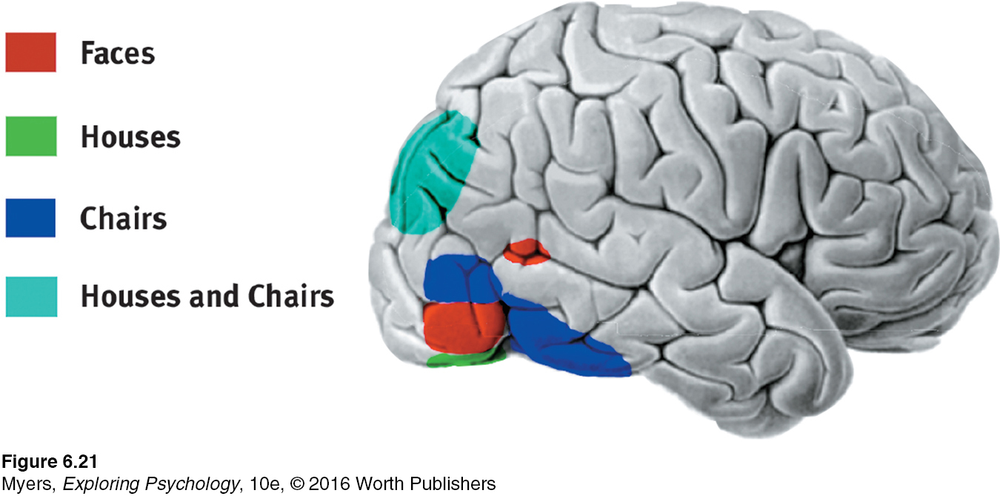 Faces
Houses
Chairs
Houses and Chairs
Figure 6.21
Myers, Exploring Psychology, 10e, © 2016 Worth Publishers